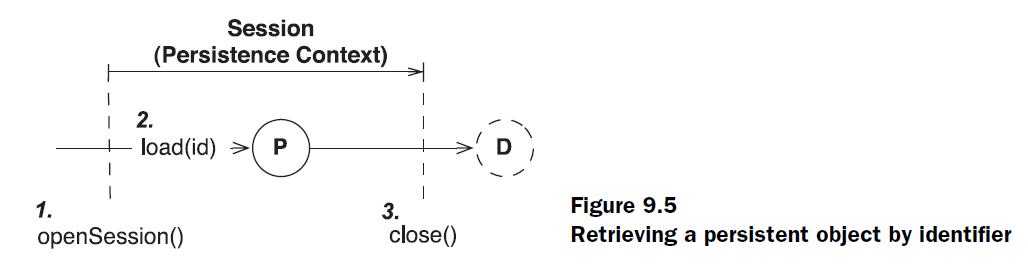 Session
(Persistence Context)
2.
load(id)
P
D
1.
openSession()
3.
close()
Figure 9.5
Retrieving a persistent object by identifier